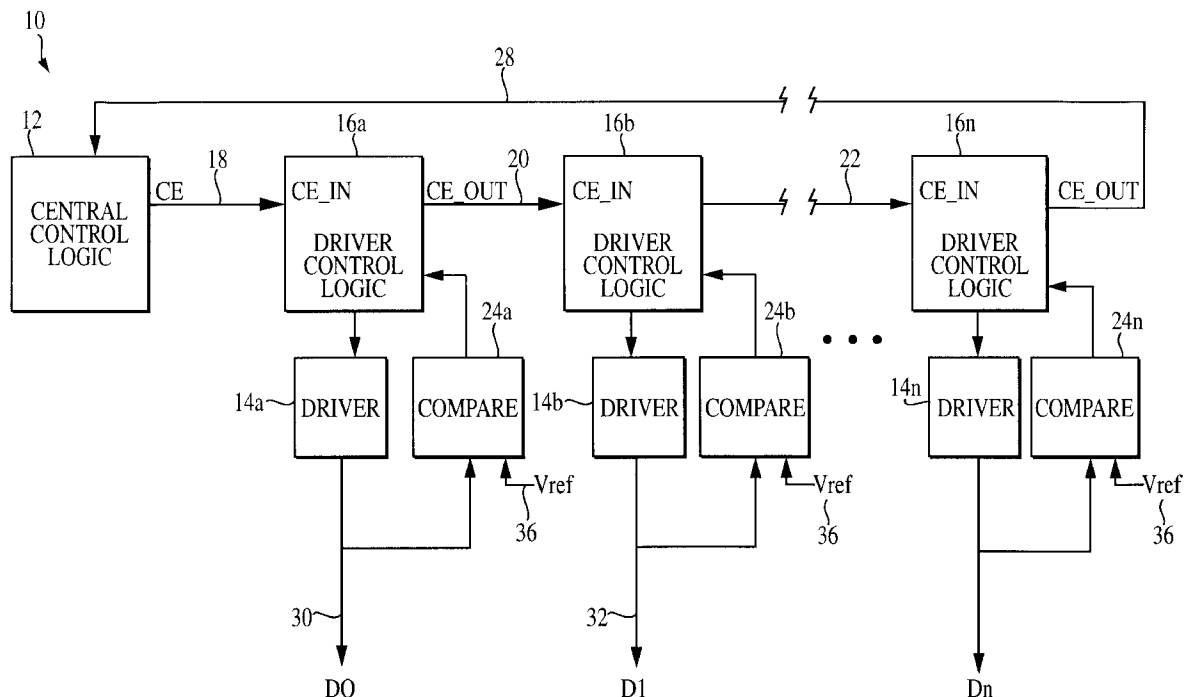 10
28
12
16a
16b
16n
CE
18
CE_IN
CE_OUT
20
CE_IN
22
CE_IN
CE_OUT
CENTRAL
CONTROL
LOGIC
DRIVER
CONTROL
LOGIC
DRIVER
CONTROL
LOGIC
DRIVER
CONTROL
LOGIC
24a
24b
24n
14a
DRIVER
COMPARE
14b
DRIVER
COMPARE
14n
DRIVER
COMPARE
Vref
36
Vref
36
Vref
36
30
32
D0
D1
Dn